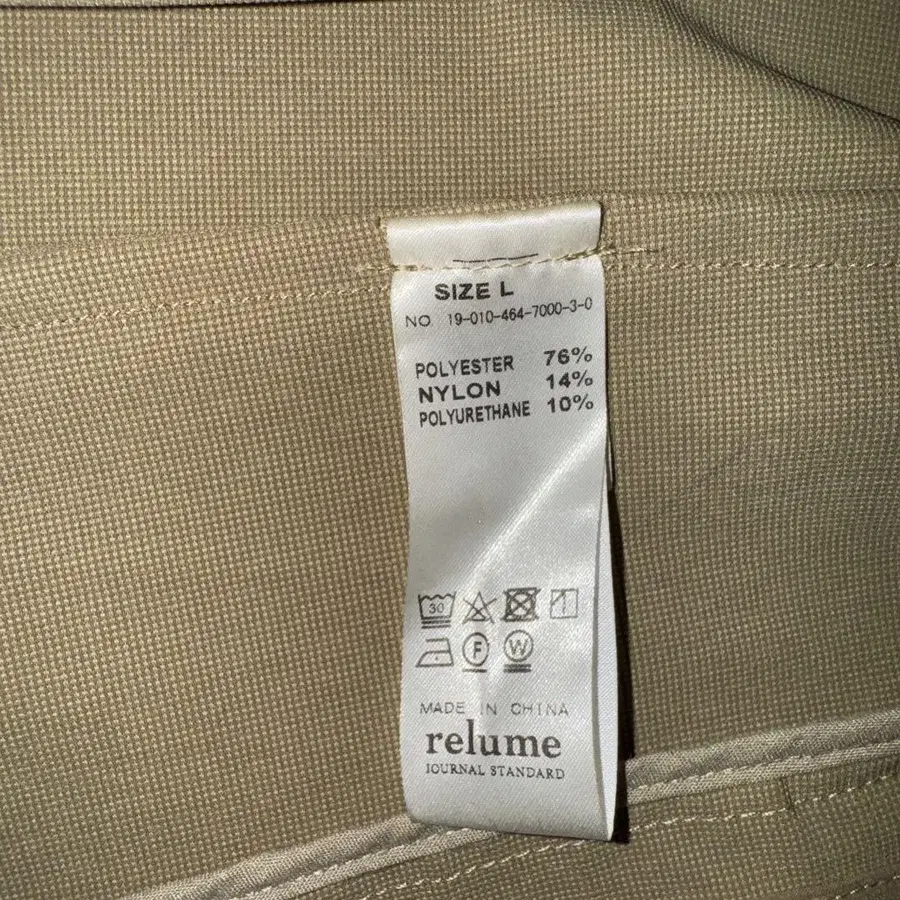 SIZE L
NO 19-010-464-7000-3-0
POLYESTER 76%
NYLON 14%
POLYURETHANE 10%
30
F W
MADE IN CHINA
relume
JOURNAL STANDARD